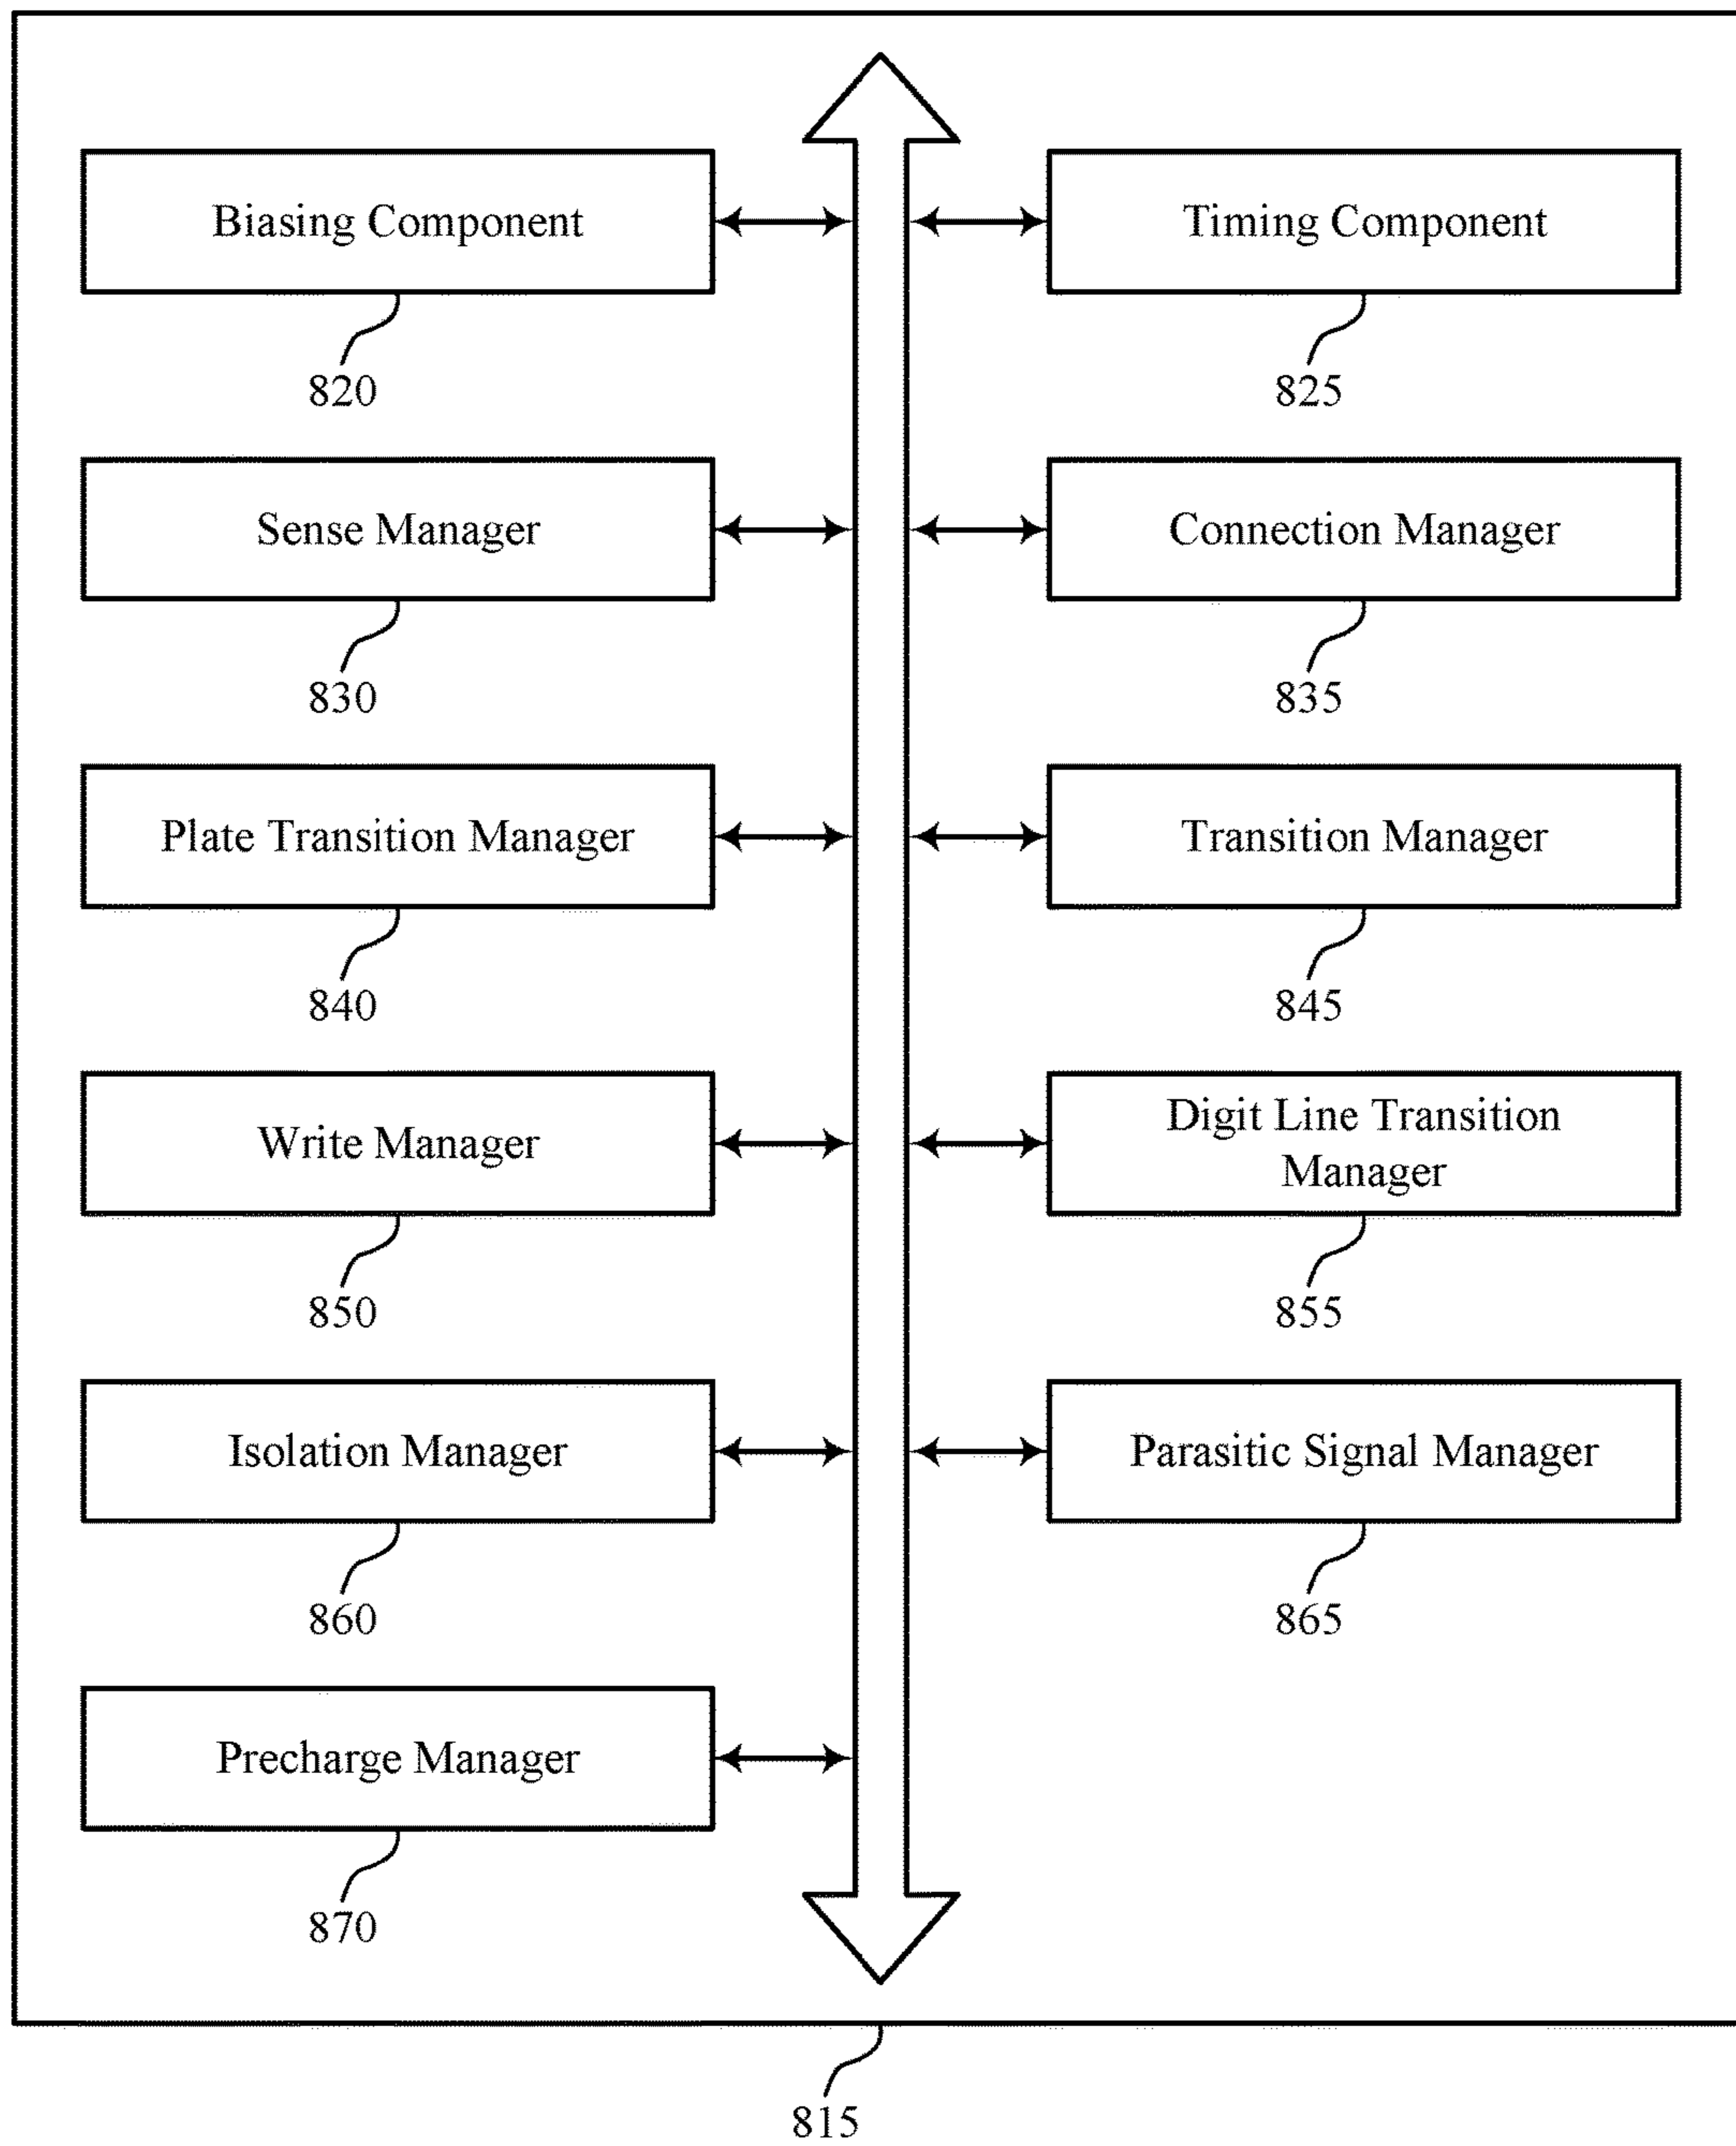 Biasing Component
Timing Component
820
825
Sense Manager
Connection Manager
830
835
Plate Transition Manager
Transition Manager
840
845
Write Manager
Digit Line Transition
Manager
850
855
Isolation Manager
Parasitic Signal Manager
860
865
Precharge Manager
870
815